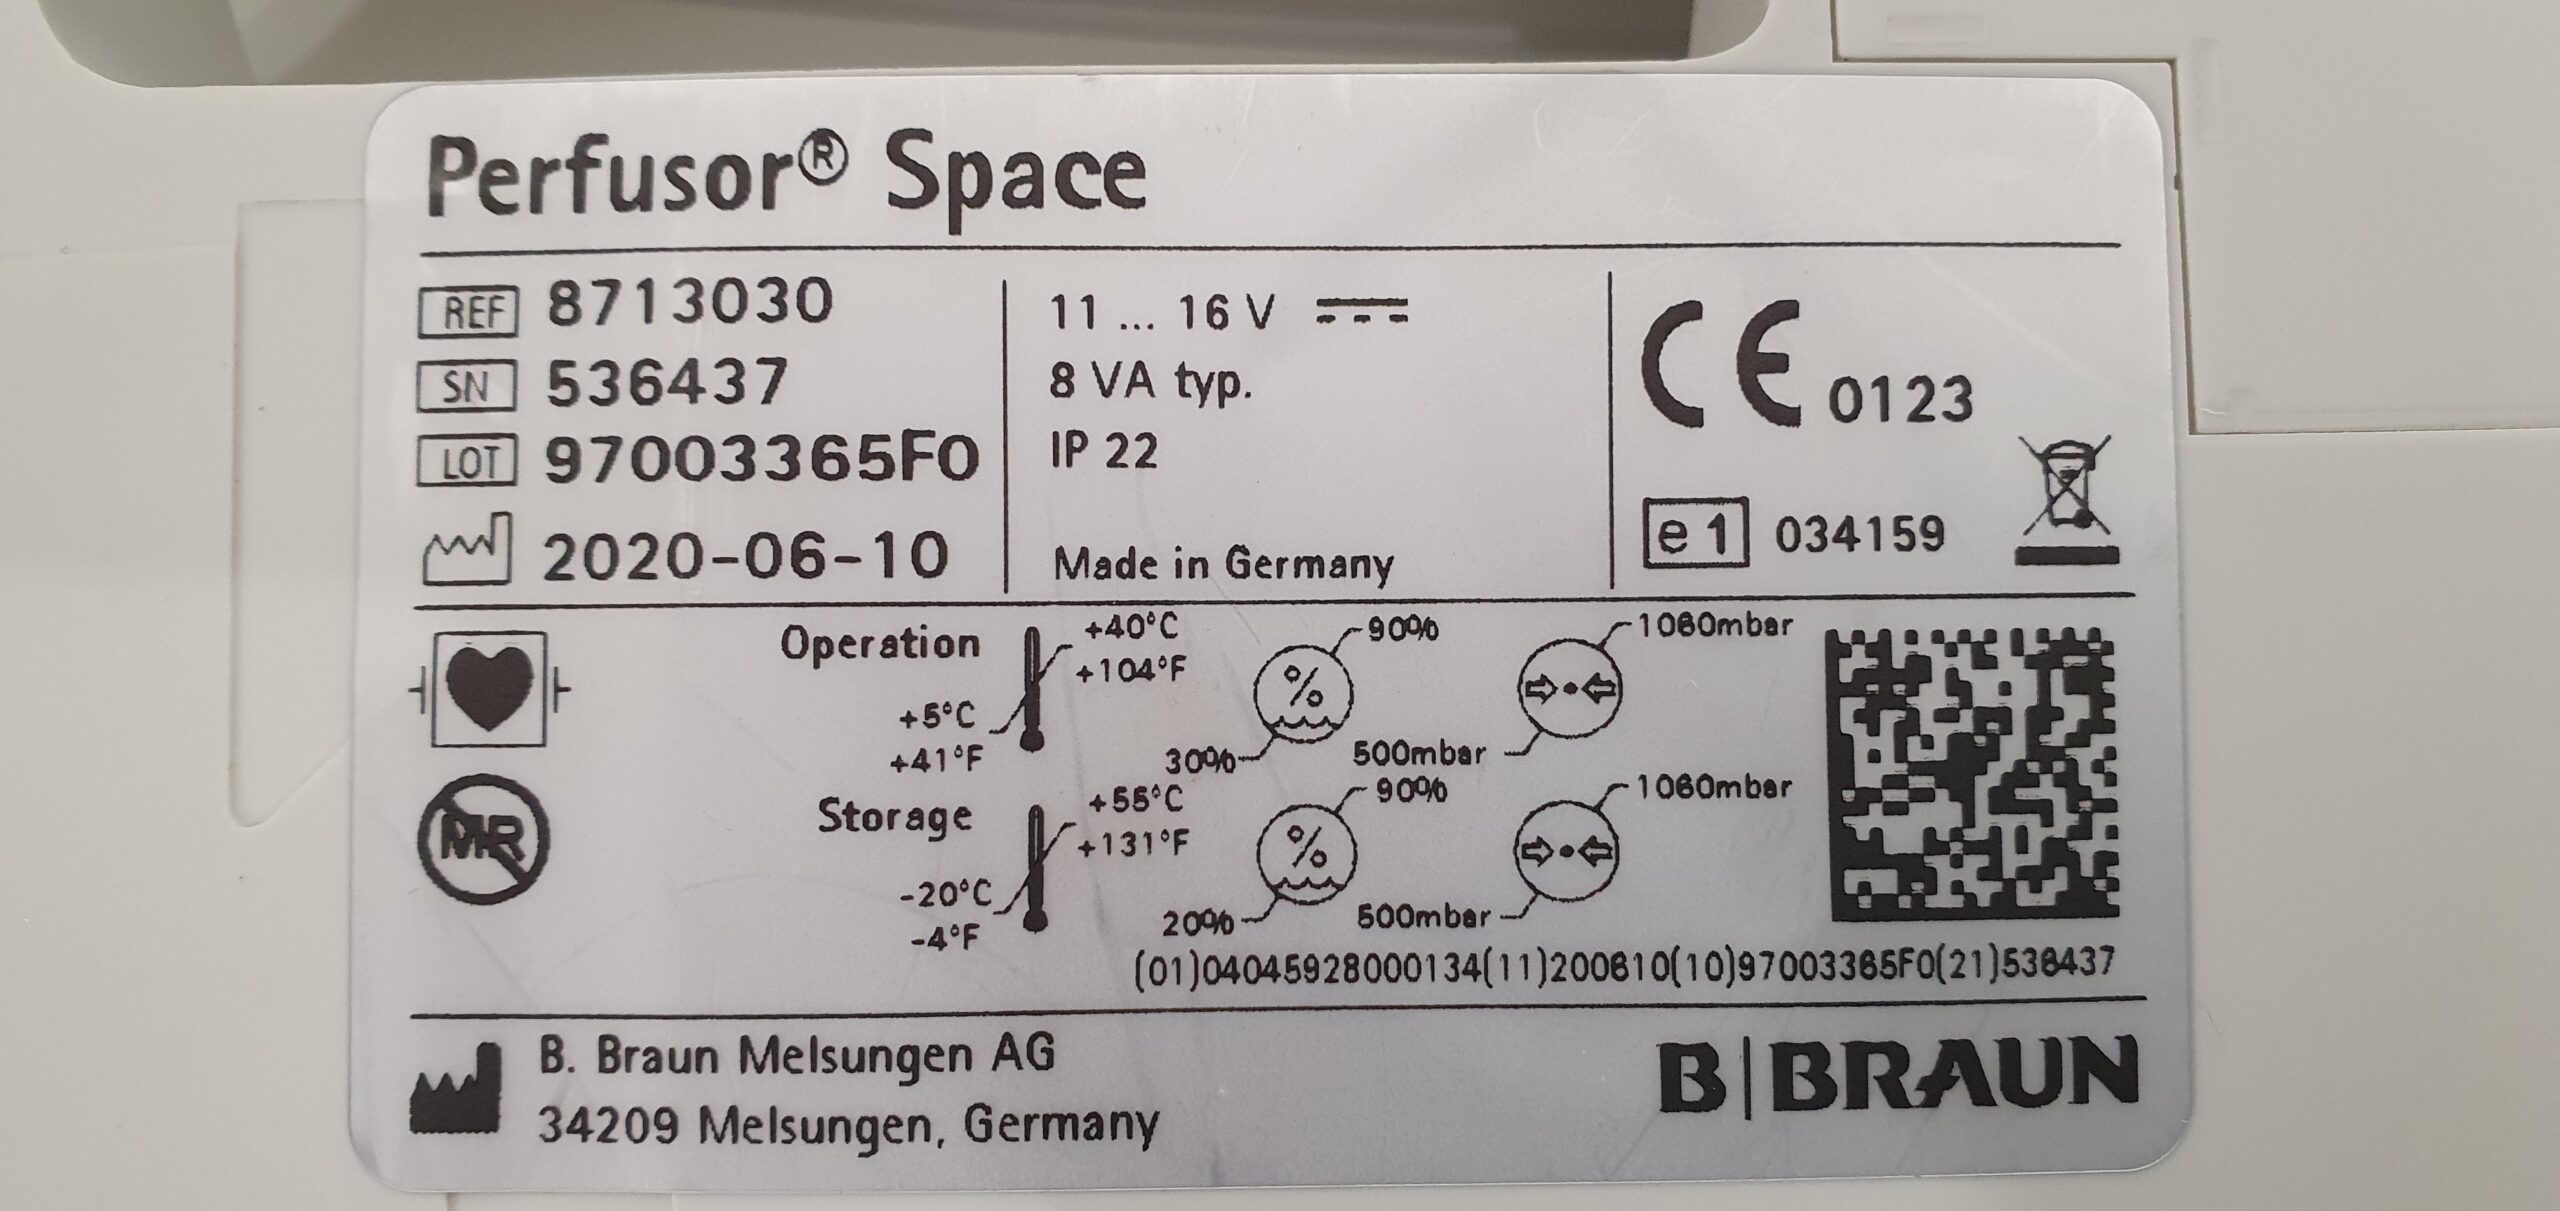 Perfusor® Space
REF 8713030
SN 536437
LOT 97003365F0
2020-06-10
11 ... 16 V
8 VA typ.
IP 22
Made in Germany
CE 0123
e1 034159
MR
Operation
+40°C
+104°F
+5°C
+41°F
90%
%
30%
1060mbar
500mbar
Storage
+55°C
+131°F
-20°C
-4°F
90%
%
20%
1060mbar
500mbar
(01)04045928000134(11)200610(10)97003365F0(21)536437
B. Braun Melsungen AG
34209 Melsungen, Germany
B|BRAUN